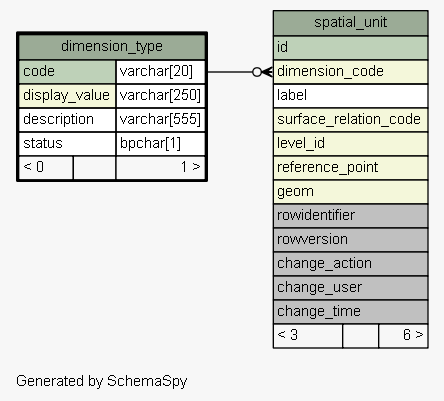 dimension_type
code varchar[20]
display_value varchar[250]
description varchar[555]
status bpchar[1]
< 0 1 >
spatial_unit
id
dimension_code
label
surface_relation_code
level_id
reference_point
geom
rowidentifier
rowversion
change_action
change_user
change_time
< 3 6 >
Generated by SchemaSpy